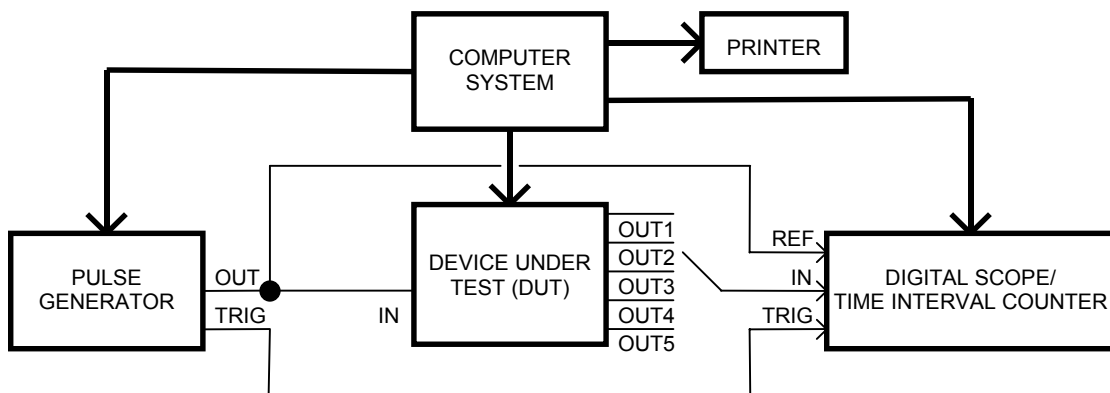 COMPUTER
SYSTEM
PRINTER
PULSE
GENERATOR
OUT
TRIG
IN
DEVICE UNDER
TEST (DUT)
OUT1
OUT2
OUT3
OUT4
OUT5
REF
IN
TRIG
DIGITAL SCOPE/
TIME INTERVAL COUNTER